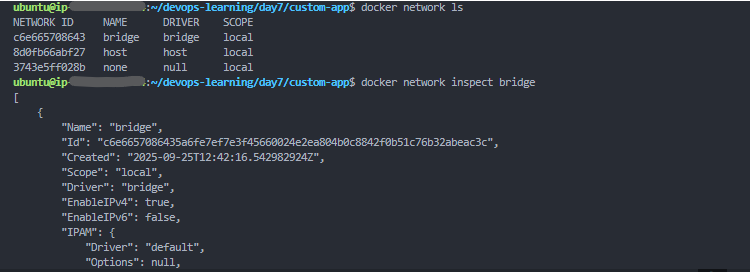 ubuntu@ip- :~/devops-learning/day7/custom-app$ docker network ls
NETWORK ID     NAME      DRIVER    SCOPE
c6e665708643   bridge    bridge    local
8d0fb66abf27   host      host      local
3743e5ff028b   none      null      local
ubuntu@ip- :~/devops-learning/day7/custom-app$ docker network inspect bridge
[
    {
        "Name": "bridge",
        "Id": "c6e6657086435a6fe7ef7e3f45660024e2ea804b0c8842f0b51c76b32abeac3c",
        "Created": "2025-09-25T12:42:16.542982924Z",
        "Scope": "local",
        "Driver": "bridge",
        "EnableIPv4": true,
        "EnableIPv6": false,
        "IPAM": {
            "Driver": "default",
            "Options": null,